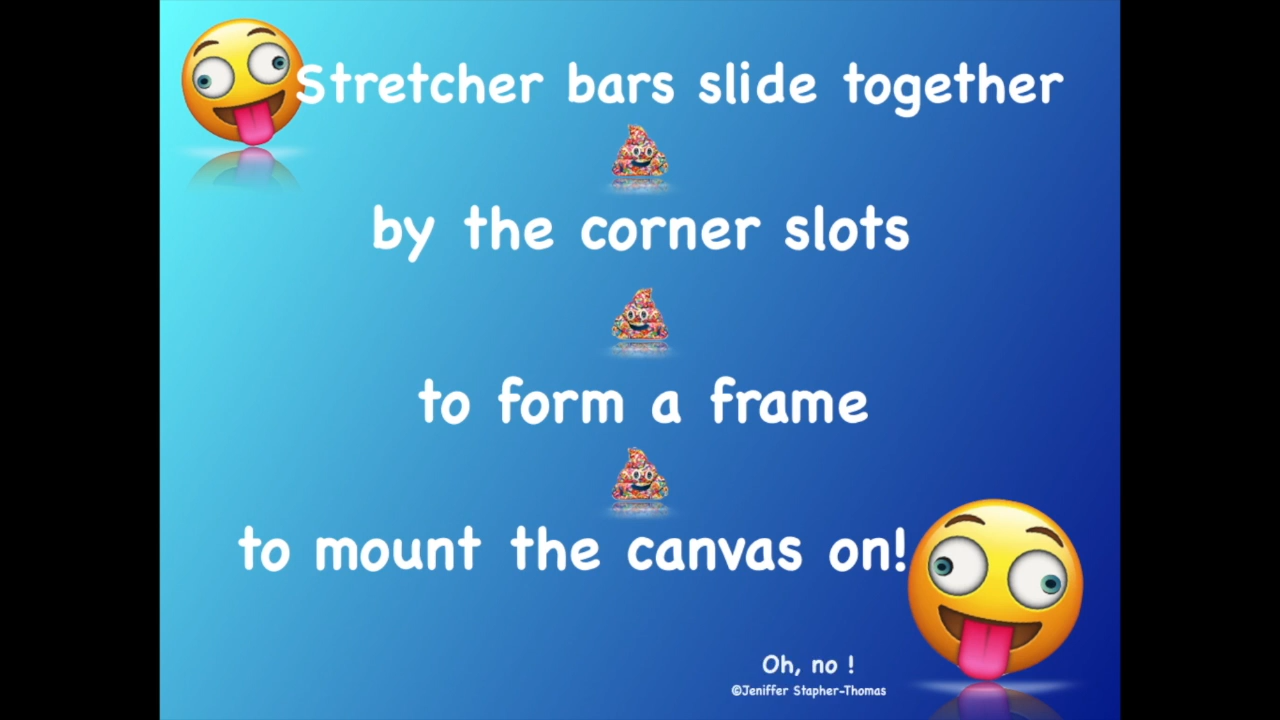 Stretcher bars slide together
by the corner slots
to form a frame
to mount the canvas on!
Oh, no !
©Jeniffer Stapher-Thomas